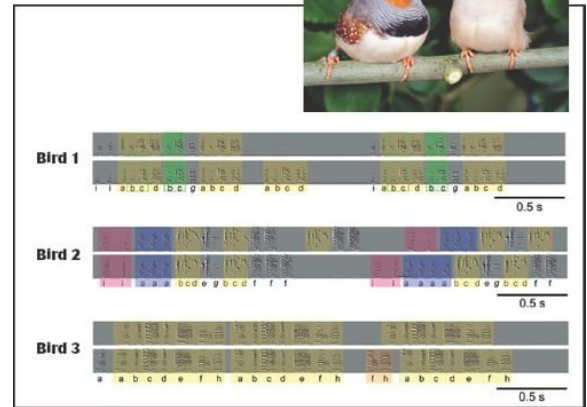 Bird 1
i i a b c d b c g a b c d a b c d i a b c d b c g a b c d
0.5 s
Bird 2
i i a a a b c d e g b c d f f f i i a a a a b c d e g b c d f f
0.5 s
Bird 3
a a b c d e f h a b c d e f h f h a b c d e f h
0.5 s